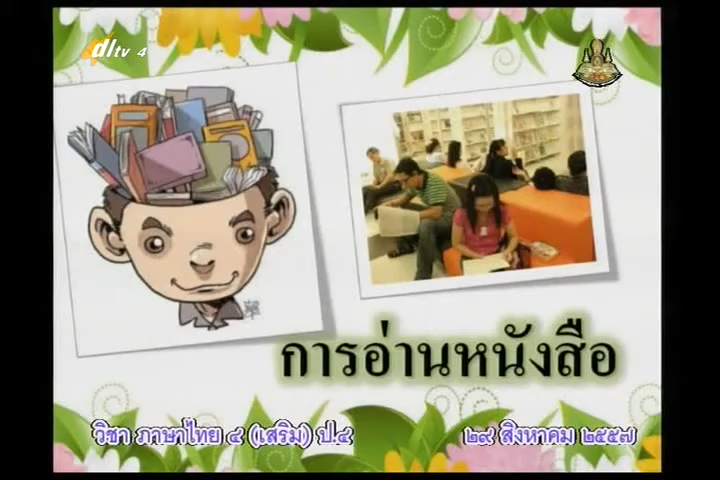 dltv 4
การอ่านหนังสือ
วิชา ภาษาไทย ๔ (เสริม) ป.๔
๒๙ สิงหาคม ๒๕๕๗